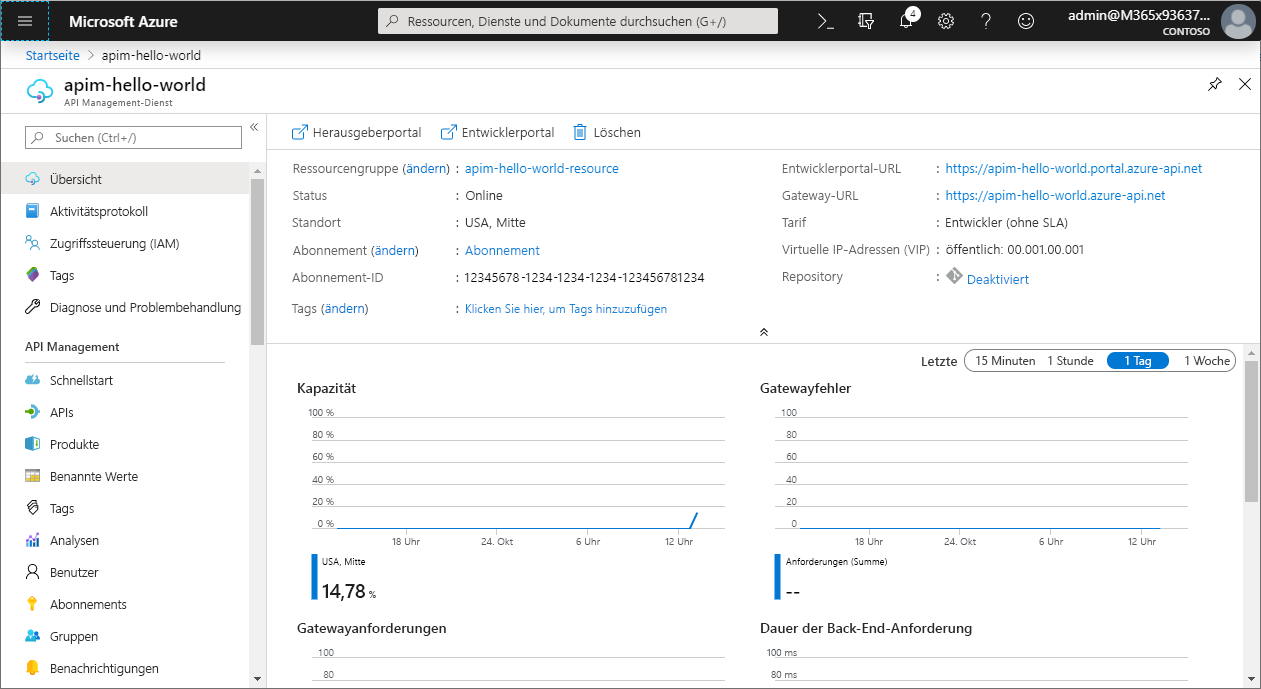 Microsoft Azure
Ressourcen, Dienste und Dokumente durchsuchen (G+/)
4
admin@M365x93637...
CONTOSO
Startseite > apim-hello-world
apim-hello-world
API Management-Dienst
Suchen (Ctrl+/)
«
Übersicht
Aktivitätsprotokoll
Zugriffssteuerung (IAM)
Tags
Diagnose und Problembehandlung
API Management
Schnellstart
APIs
Produkte
Benannte Werte
Tags
Analysen
Benutzer
Abonnements
Gruppen
Benachrichtigungen
Herausgeberportal Entwicklerportal Löschen
Ressourcengruppe (ändern) : apim-hello-world-resource
Status : Online
Standort : USA, Mitte
Abonnement (ändern) : Abonnement
Abonnement-ID : 12345678-1234-1234-1234-123456781234
Tags (ändern) : Klicken Sie hier, um Tags hinzuzufügen
Entwicklerportal-URL : https://apim-hello-world.portal.azure-api.net
Gateway-URL : https://apim-hello-world.azure-api.net
Tarif : Entwickler (ohne SLA)
Virtuelle IP-Adressen (VIP) : öffentlich: 00.001.00.001
Repository : Deaktiviert
Letzte 15 Minuten 1 Stunde 1 Tag 1 Woche
Kapazität
100 %
80 %
60 %
40 %
20 %
0 %
18 Uhr 24. Okt 6 Uhr 12 Uhr
USA, Mitte
14,78 %
Gatewayfehler
100
80
60
40
20
0
18 Uhr 24. Okt 6 Uhr 12 Uhr
Anforderungen (Summe)
--
Gatewayanforderungen
100
80
Dauer der Back-End-Anforderung
100 ms
80 ms